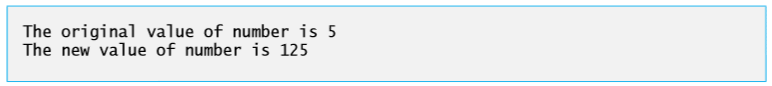 The original value of number is 5
The new value of number is 125